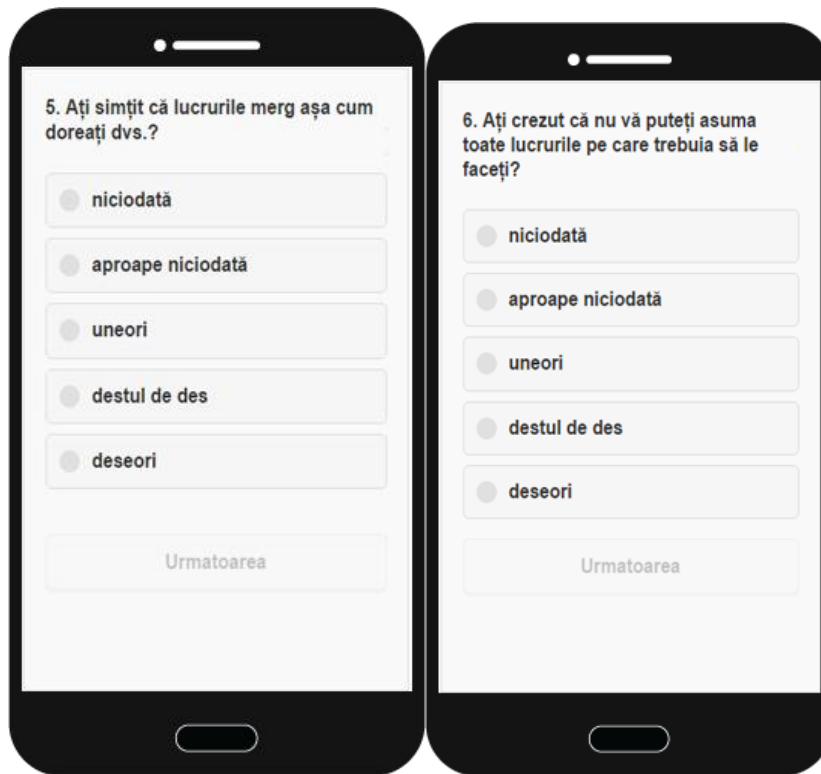 5. Ați simțit că lucrurile merg așa cum
doreați dvs.?
niciodată
aproape niciodată
uneori
destul de des
deseori
Urmatoarea
6. Ați crezut că nu vă puteți asuma
toate lucrurile pe care trebuia să le
faceți?
niciodată
aproape niciodată
uneori
destul de des
deseori
Urmatoarea